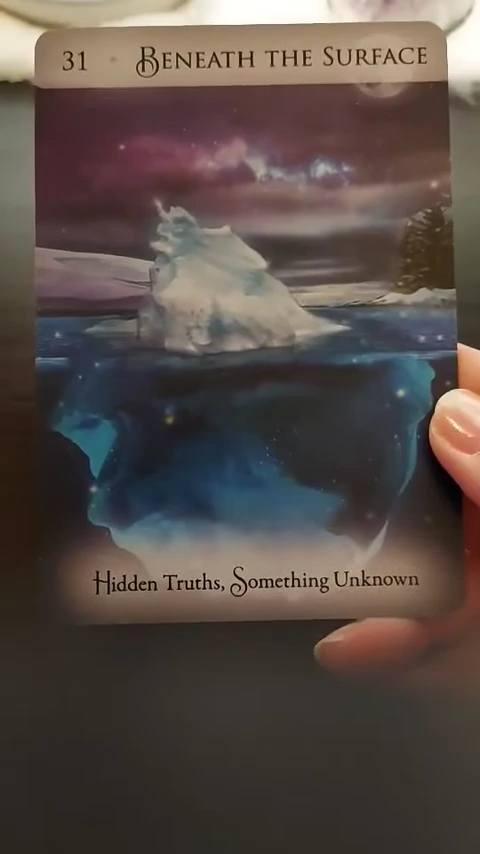 31 • Beneath the Surface
Hidden Truths, Something Unknown